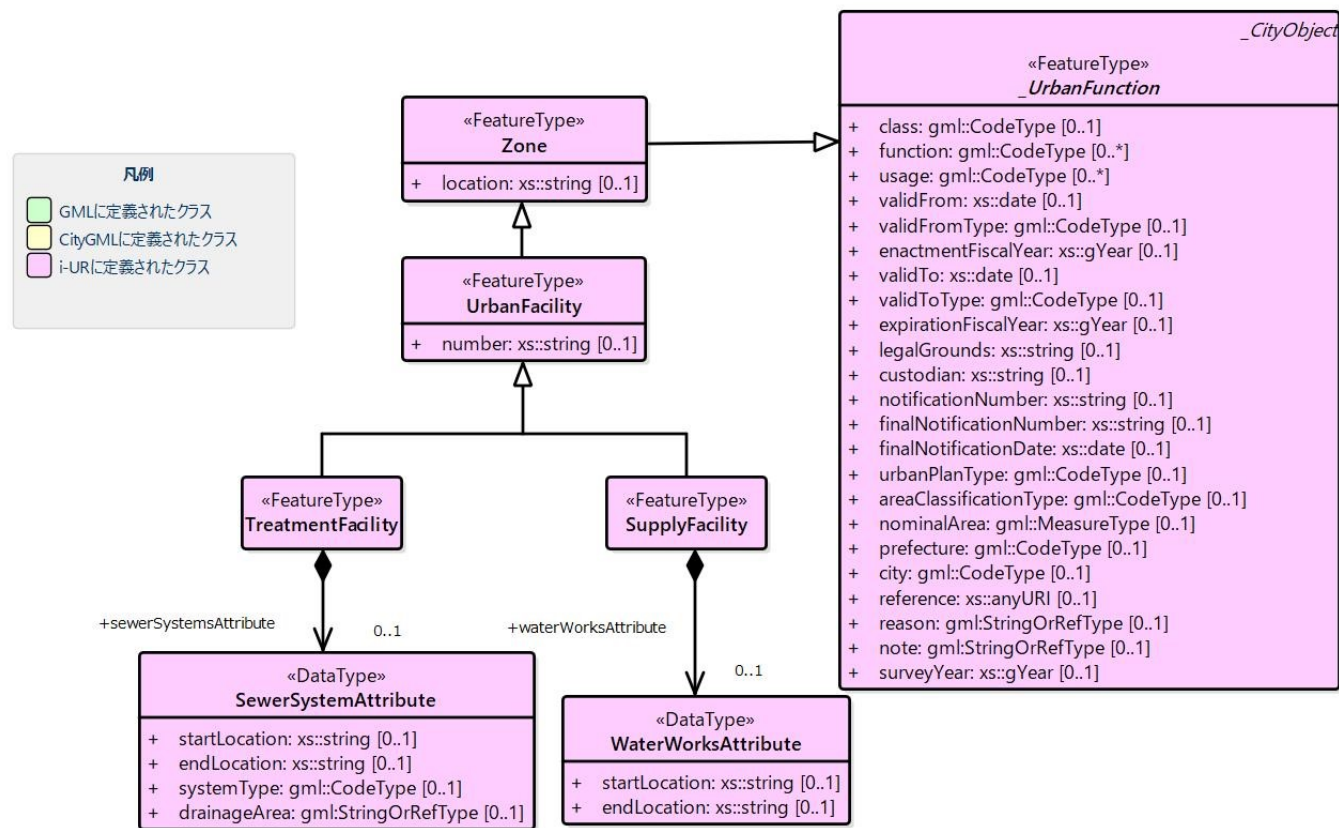 凡例
GMLに定義されたクラス
CityGMLに定義されたクラス
i-URに定義されたクラス
«FeatureType»
Zone
+ location: xs::string [0..1]
«FeatureType»
UrbanFacility
+ number: xs::string [0..1]
«FeatureType»
TreatmentFacility
«FeatureType»
SupplyFacility
+sewerSystemsAttribute
0..1
+waterWorksAttribute
0..1
«DataType»
SewerSystemAttribute
+ startLocation: xs::string [0..1]
+ endLocation: xs::string [0..1]
+ systemType: gml::CodeType [0..1]
+ drainageArea: gml:StringOrRefType [0..1]
«DataType»
WaterWorksAttribute
+ startLocation: xs::string [0..1]
+ endLocation: xs::string [0..1]
_CityObject
«FeatureType»
_UrbanFunction
+ class: gml::CodeType [0..1]
+ function: gml::CodeType [0..*]
+ usage: gml::CodeType [0..*]
+ validFrom: xs::date [0..1]
+ validFromType: gml::CodeType [0..1]
+ enactmentFiscalYear: xs::gYear [0..1]
+ validTo: xs::date [0..1]
+ validToType: gml::CodeType [0..1]
+ expirationFiscalYear: xs::gYear [0..1]
+ legalGrounds: xs::string [0..1]
+ custodian: xs::string [0..1]
+ notificationNumber: xs::string [0..1]
+ finalNotificationNumber: xs::string [0..1]
+ finalNotificationDate: xs::date [0..1]
+ urbanPlanType: gml::CodeType [0..1]
+ areaClassificationType: gml::CodeType [0..1]
+ nominalArea: gml::MeasureType [0..1]
+ prefecture: gml::CodeType [0..1]
+ city: gml::CodeType [0..1]
+ reference: xs::anyURI [0..1]
+ reason: gml:StringOrRefType [0..1]
+ note: gml:StringOrRefType [0..1]
+ surveyYear: xs::gYear [0..1]